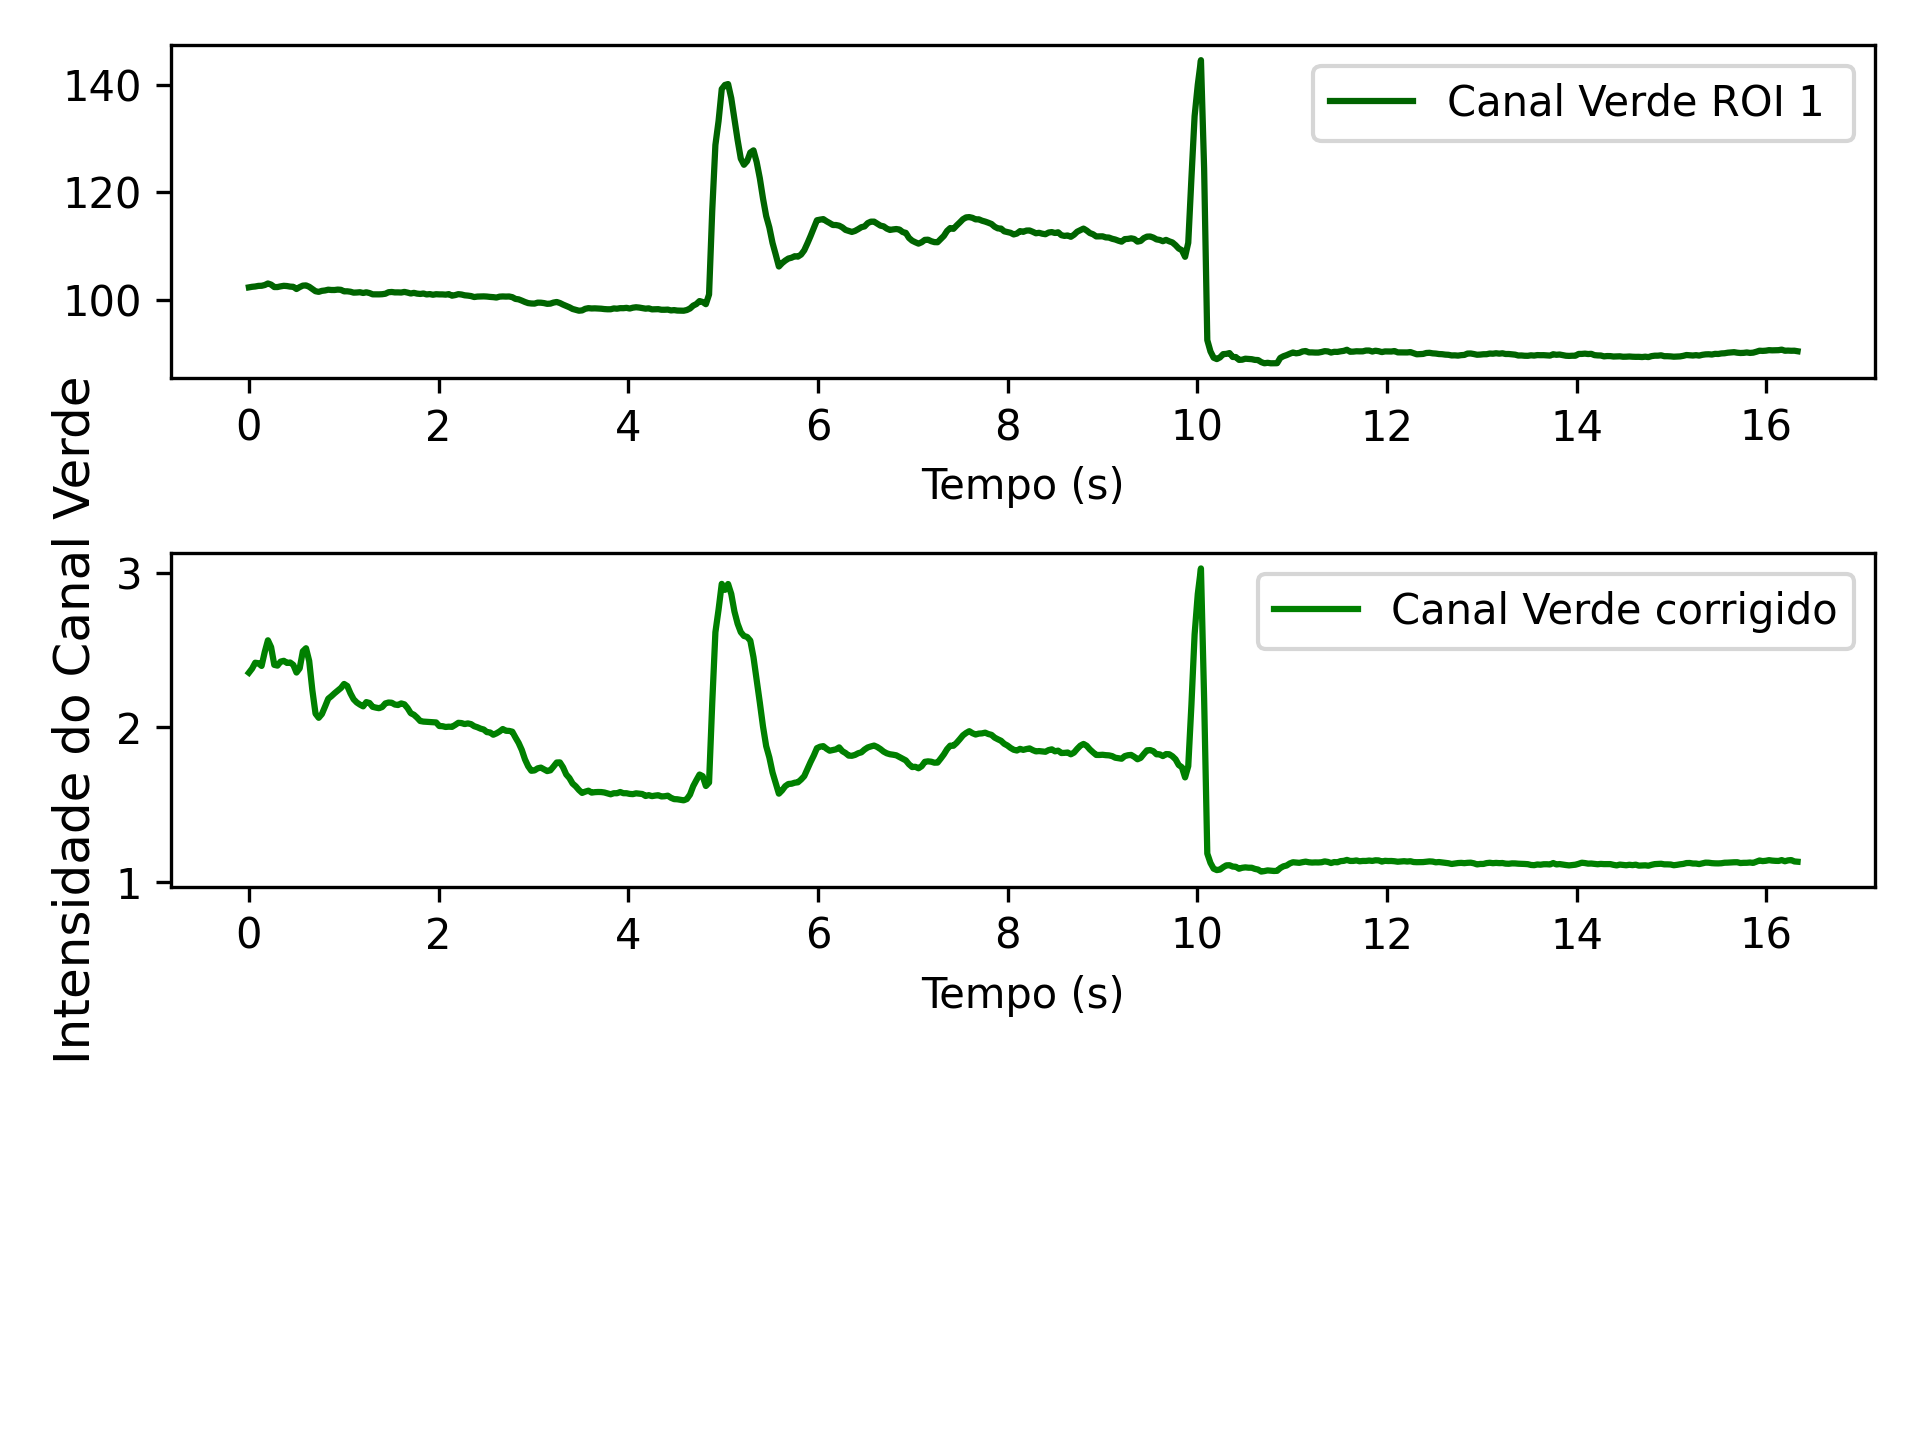 Intensidade do Canal Verde
140
120
100
Canal Verde ROI 1
0 2 4 6 8 10 12 14 16
Tempo (s)
3
2
1
Canal Verde corrigido
0 2 4 6 8 10 12 14 16
Tempo (s)